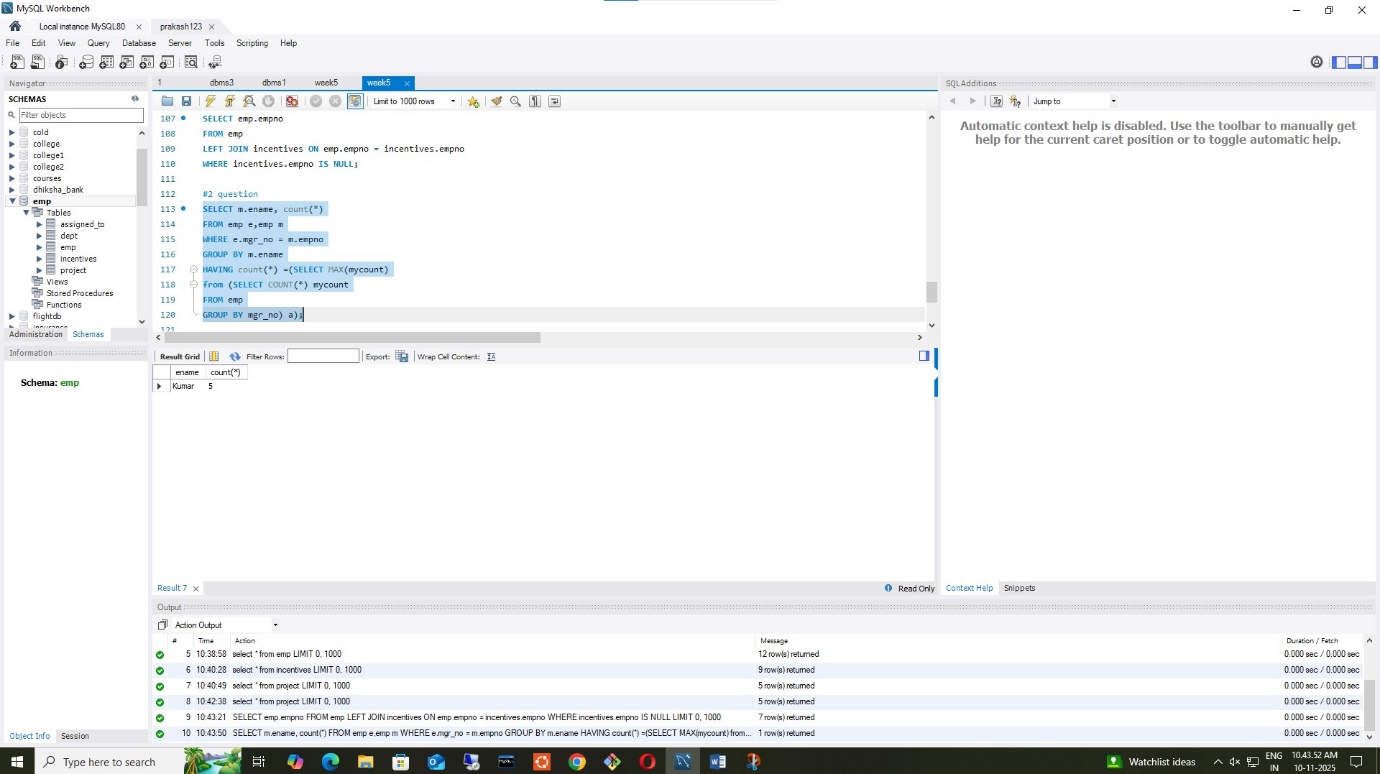 MySQL Workbench
Local instance MySQL80 × prakash123 ×
File Edit View Query Database Server Tools Scripting Help
Navigator
SCHEMAS
Filter objects
cold
college
college1
college2
courses
dhiksha_bank
emp
Tables
assigned_to
dept
emp
incentives
project
Views
Stored Procedures
Functions
flightdb
insurance
Administration Schemas
Information
Schema: emp
Object Info Session
1 dbms3 dbms1 week5 week5 ×
Limit to 1000 rows
107 SELECT emp.empno
108 FROM emp
109 LEFT JOIN incentives ON emp.empno = incentives.empno
110 WHERE incentives.empno IS NULL;
111
112 #2 question
113 SELECT m.ename, count(*)
114 FROM emp e,emp m
115 WHERE e.mgr_no = m.empno
116 GROUP BY m.ename
117 HAVING count(*) =(SELECT MAX(mycount)
118 from (SELECT COUNT(*) mycount
119 FROM emp
120 GROUP BY mgr_no) a);
121
Result Grid Filter Rows: Export: Wrap Cell Content:
ename count(*)
Kumar 5
Result 7 ×
Read Only
SQLAdditions
Jump to
Automatic context help is disabled. Use the toolbar to manually get
help for the current caret position or to toggle automatic help.
Context Help Snippets
Output
Action Output
# Time Action Message Duration / Fetch
5 10:38:58 select * from emp LIMIT 0, 1000 12 row(s) returned 0.000 sec / 0.000 sec
6 10:40:28 select * from incentives LIMIT 0, 1000 9 row(s) returned 0.000 sec / 0.000 sec
7 10:40:49 select * from project LIMIT 0, 1000 5 row(s) returned 0.000 sec / 0.000 sec
8 10:42:38 select * from project LIMIT 0, 1000 5 row(s) returned 0.000 sec / 0.000 sec
9 10:43:21 SELECT emp.empno FROM emp LEFT JOIN incentives ON emp.empno = incentives.empno WHERE incentives.empno IS NULL LIMIT 0, 1000 7 row(s) returned 0.000 sec / 0.000 sec
10 10:43:50 SELECT m.ename, count(*) FROM emp e,emp m WHERE e.mgr_no = m.empno GROUP BY m.ename HAVING count(*) =(SELECT MAX(mycount) from... 1 row(s) returned 0.000 sec / 0.000 sec
Type here to search
Watchlist ideas
ENG
IN
10.43.52 AM
10-11-2025